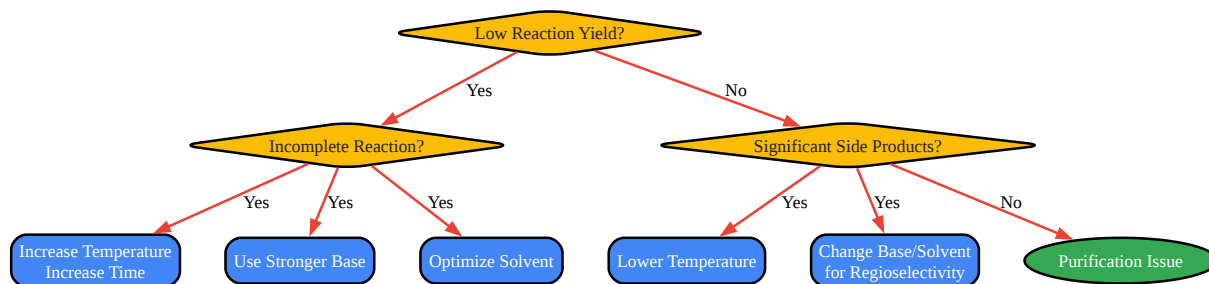 Low Reaction Yield?
Yes
No
Incomplete Reaction?
Significant Side Products?
Yes
Yes
Yes
Yes
Yes
No
Increase Temperature
Increase Time
Use Stronger Base
Optimize Solvent
Lower Temperature
Change Base/Solvent
for Regioselectivity
Purification Issue